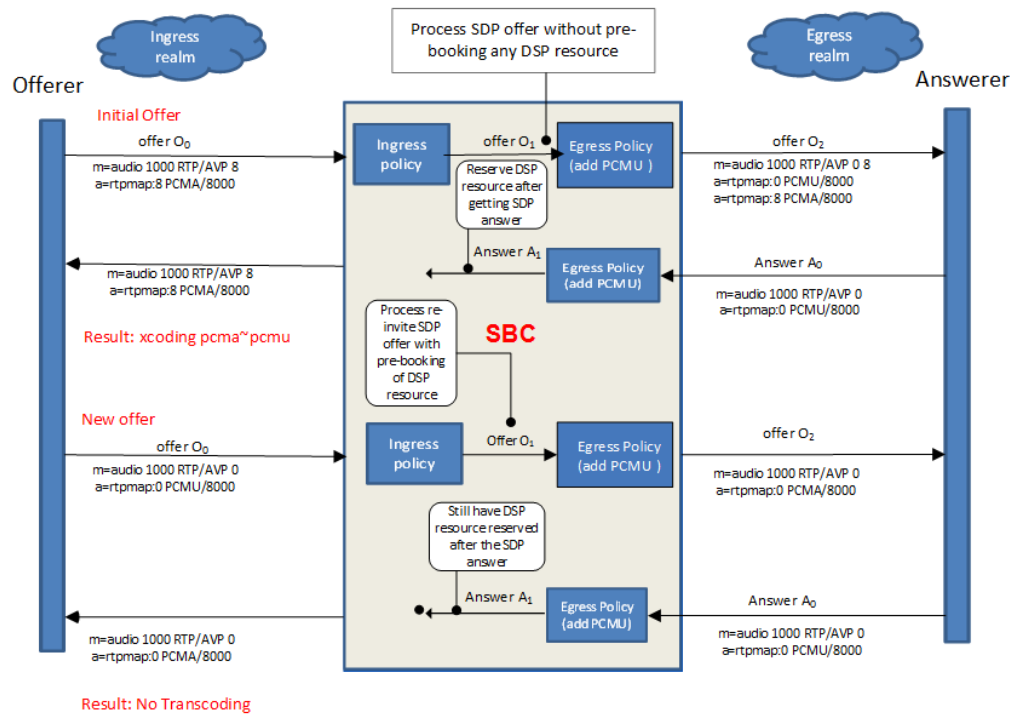 Process SDP offer without pre-
booking any DSP resource
Ingress
realm
Egress
realm
Offerer
Answerer
Initial Offer
offer O0
m=audio 1000 RTP/AVP 8
a=rtpmap:8 PCMA/8000
Ingress
policy
offer O1
Egress Policy
(add PCMU )
offer O2
m=audio 1000 RTP/AVP 0 8
a=rtpmap:0 PCMU/8000
a=rtpmap:8 PCMA/8000
Reserve DSP
resource after
getting SDP
answer
Answer A1
Egress Policy
(add PCMU)
Answer A0
m=audio 1000 RTP/AVP 0
a=rtpmap:0 PCMU/8000
m=audio 1000 RTP/AVP 8
a=rtpmap:8 PCMA/8000
Result: xcoding pcma~pcmu
Process re-
invite SDP
offer with
pre-booking
of DSP
resource
SBC
New offer
offer O0
m=audio 1000 RTP/AVP 0
a=rtpmap:0 PCMU/8000
Ingress
policy
Offer O1
Egress Policy
(add PCMU )
offer O2
m=audio 1000 RTP/AVP 0
a=rtpmap:0 PCMU/8000
Still have DSP
resource reserved
after the SDP
answer
Answer A1
Egress Policy
(add PCMU)
Answer A0
m=audio 1000 RTP/AVP 0
a=rtpmap:0 PCMU/8000
m=audio 1000 RTP/AVP 0
a=rtpmap:0 PCMA/8000
Result: No Transcoding